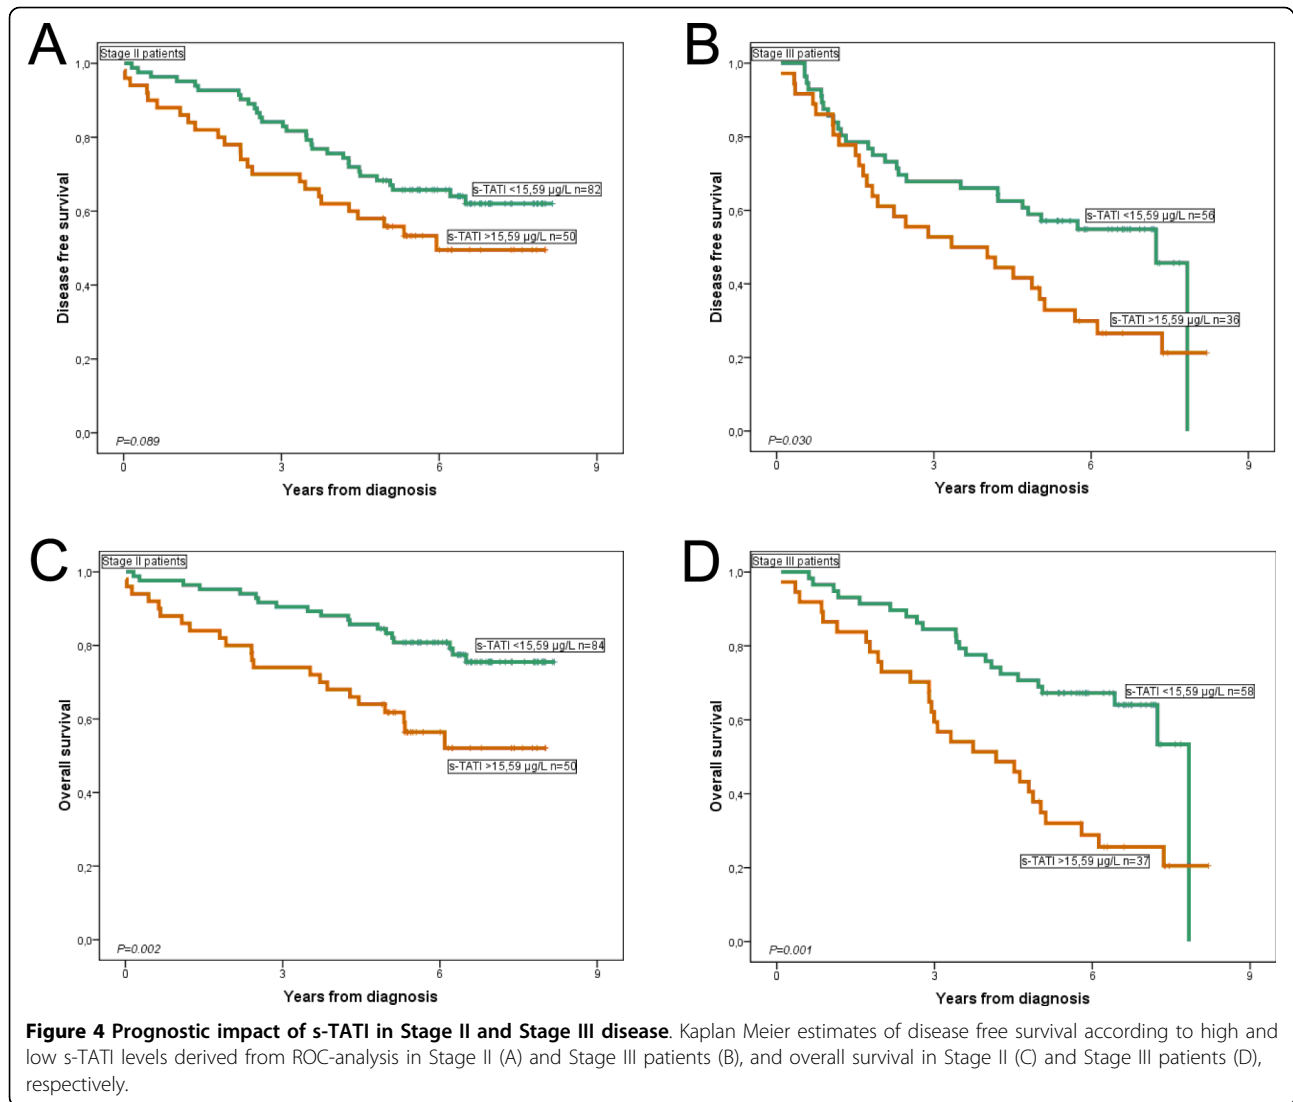 A
Stage II patients
1,0
0,8
0,6
0,4
0,2
0,0
Disease free survival
s-TATI <15,59 µg/L n=82
s-TATI >15,59 µg/L n=50
P=0.089
0 3 6 9
Years from diagnosis
B
Stage III patients
1,0
0,8
0,6
0,4
0,2
0,0
Disease free survival
s-TATI <15,59 µg/L n=56
s-TATI >15,59 µg/L n=36
P=0.030
0 3 6 9
Years from diagnosis
C
Stage II patients
1,0
0,8
0,6
0,4
0,2
0,0
Overall survival
s-TATI <15,59 µg/L n=84
s-TATI >15,59 µg/L n=50
P=0.002
0 3 6 9
Years from diagnosis
D
Stage III patients
1,0
0,8
0,6
0,4
0,2
0,0
Overall survival
s-TATI <15,59 µg/L n=58
s-TATI >15,59 µg/L n=37
P=0.001
0 3 6 9
Years from diagnosis
Figure 4 Prognostic impact of s-TATI in Stage II and Stage III disease. Kaplan Meier estimates of disease free survival according to high and
low s-TATI levels derived from ROC-analysis in Stage II (A) and Stage III patients (B), and overall survival in Stage II (C) and Stage III patients (D),
respectively.